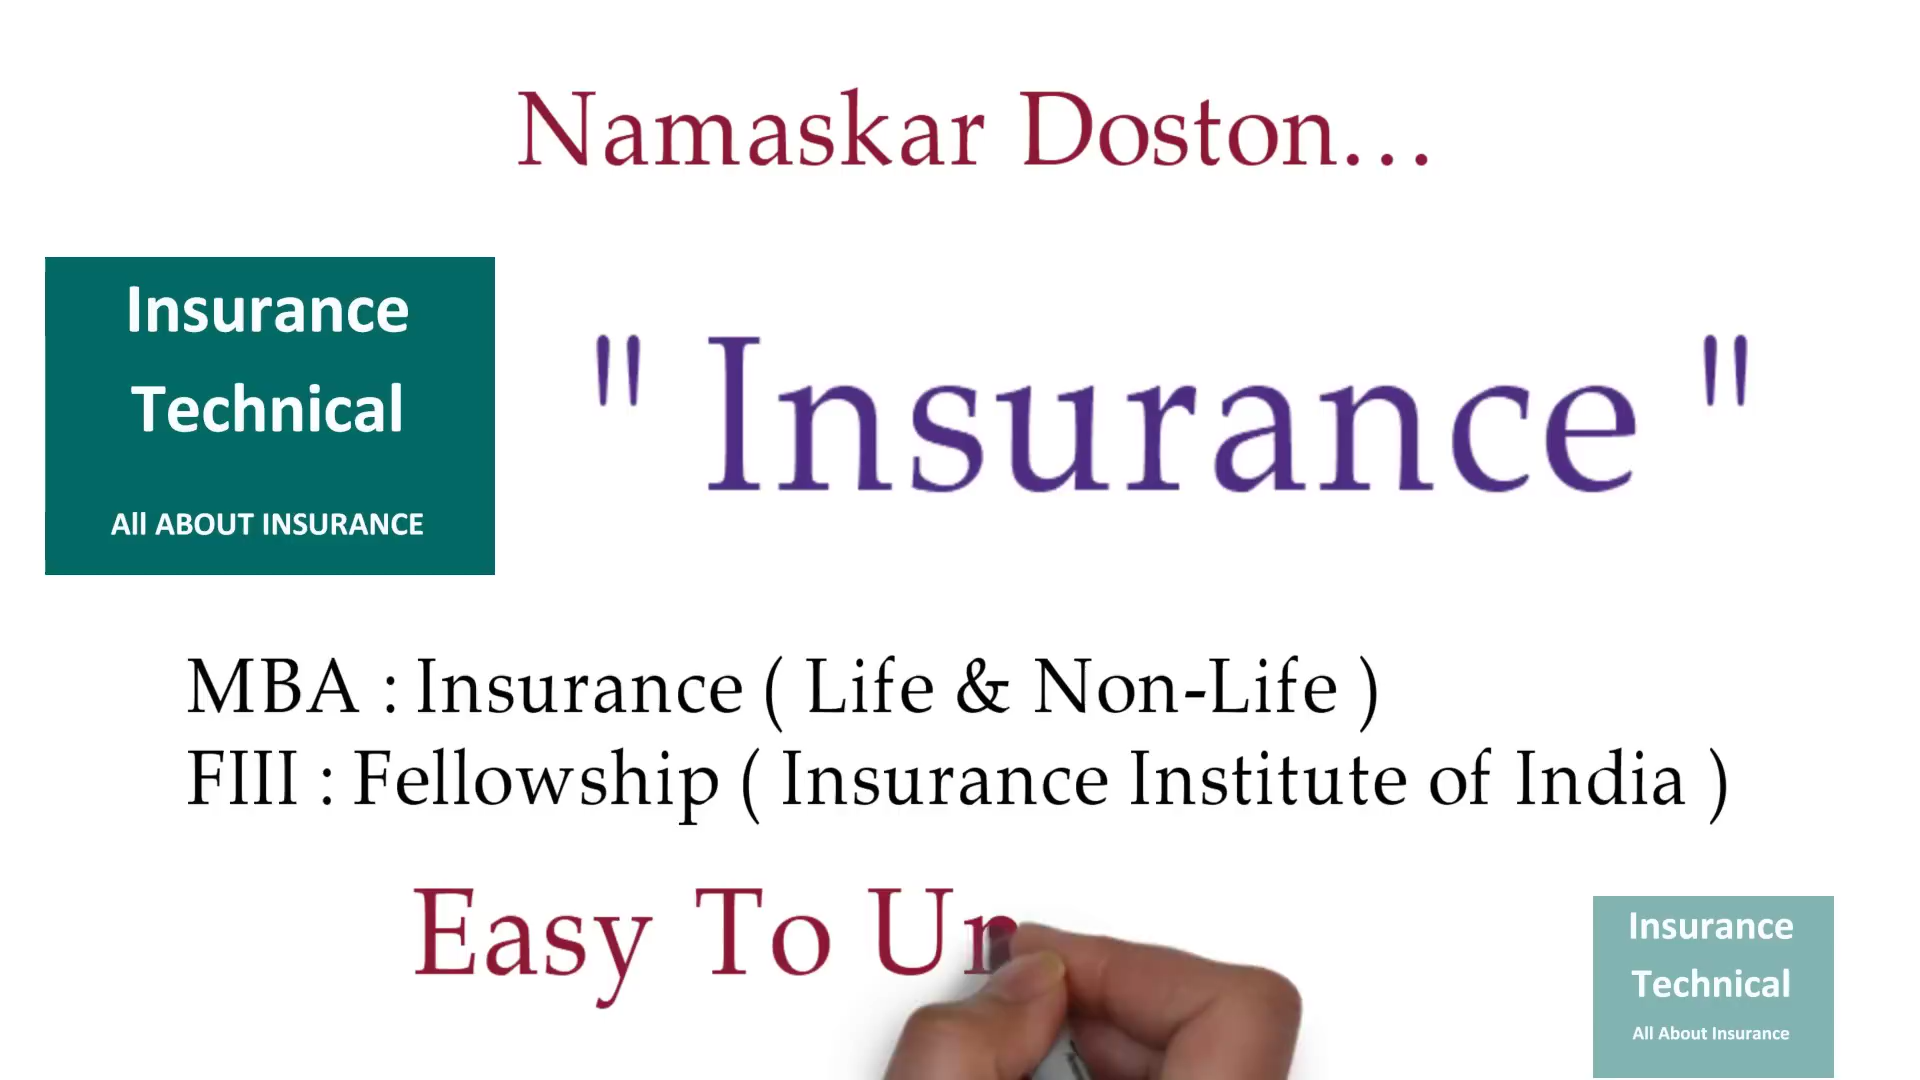 Namaskar Doston...
Insurance
Technical
All ABOUT INSURANCE
" Insurance "
MBA : Insurance ( Life & Non-Life )
FIII : Fellowship ( Insurance Institute of India )
Easy To
Insurance
Technical
All About Insurance